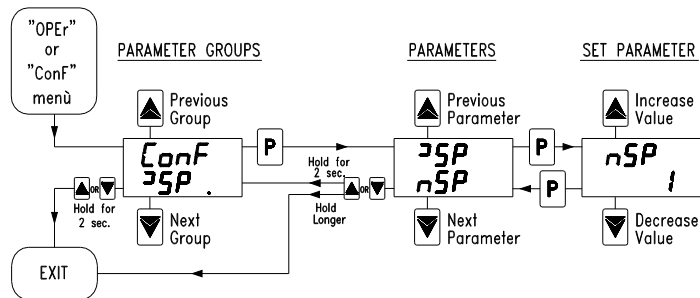 "OPEr"
or
"ConF"
menù
PARAMETER GROUPS
Previous
Group
ConF
ᴝSP .
Next
Group
P
OR
Hold for
2 sec.
EXIT
Hold for
2 sec.
OR
Hold
Longer
PARAMETERS
Previous
Parameter
ᴝSP
nSP
Next
Parameter
P
P
SET PARAMETER
Increase
Value
nSP
1
Decrease
Value